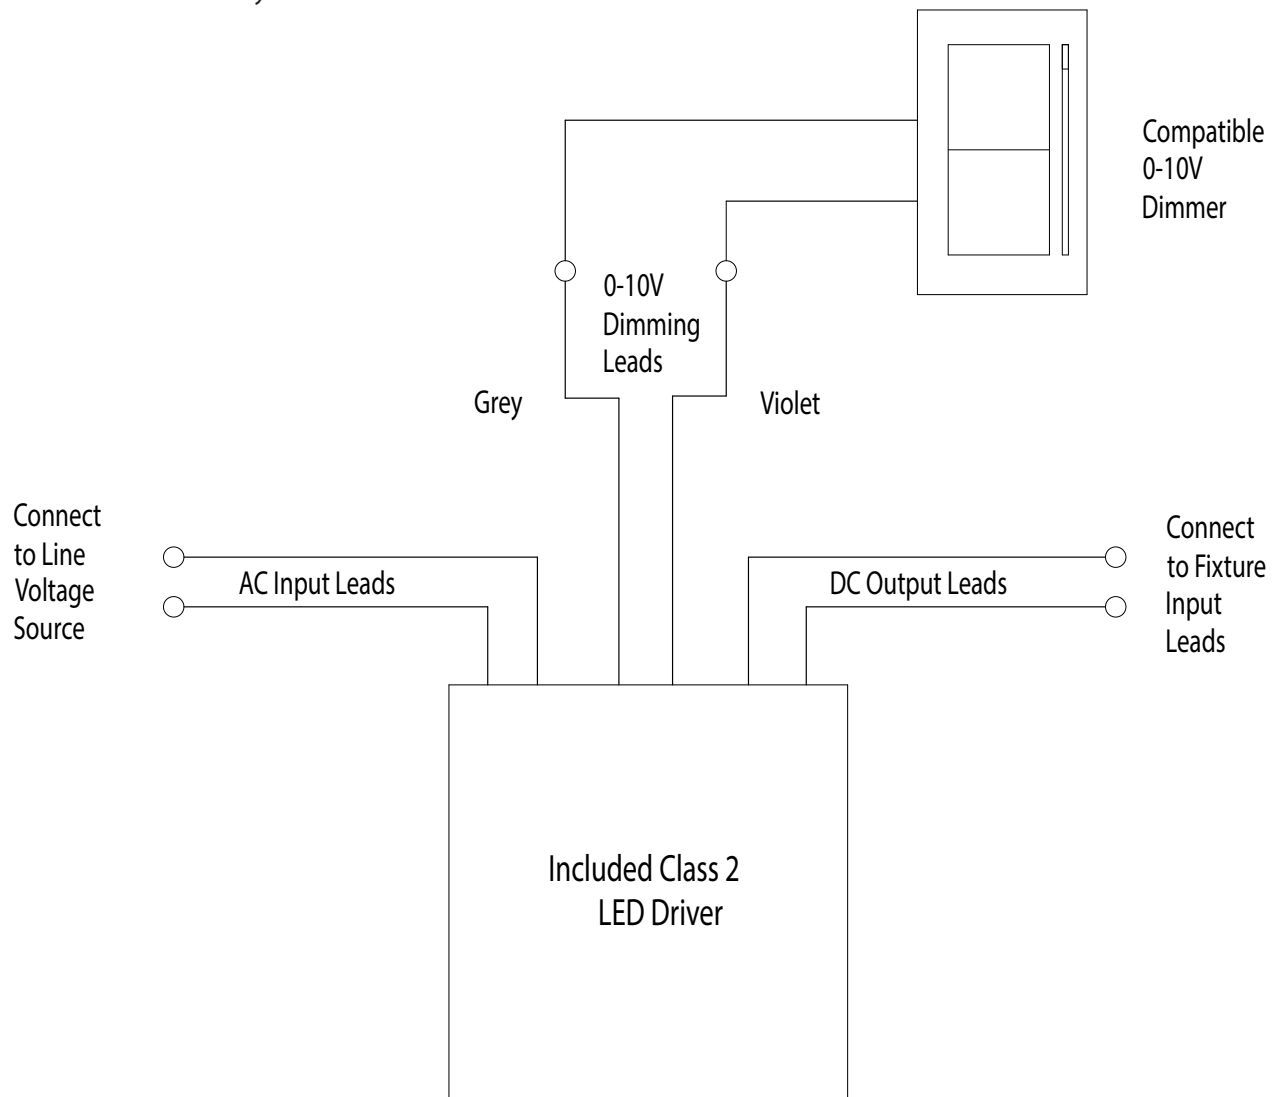 Compatible
0-10V
Dimmer
0-10V
Dimming
Leads
Grey
Violet
Connect
to Line
Voltage
Source
AC Input Leads
DC Output Leads
Connect
to Fixture
Input
Leads
Included Class 2
LED Driver